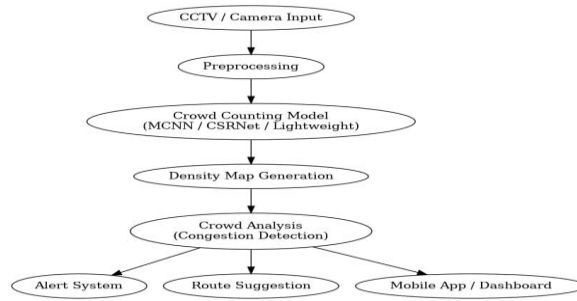 CCTV / Camera Input
Preprocessing
Crowd Counting Model
(MCNN / CSRNet / Lightweight)
Density Map Generation
Crowd Analysis
(Congestion Detection)
Alert System
Route Suggestion
Mobile App / Dashboard